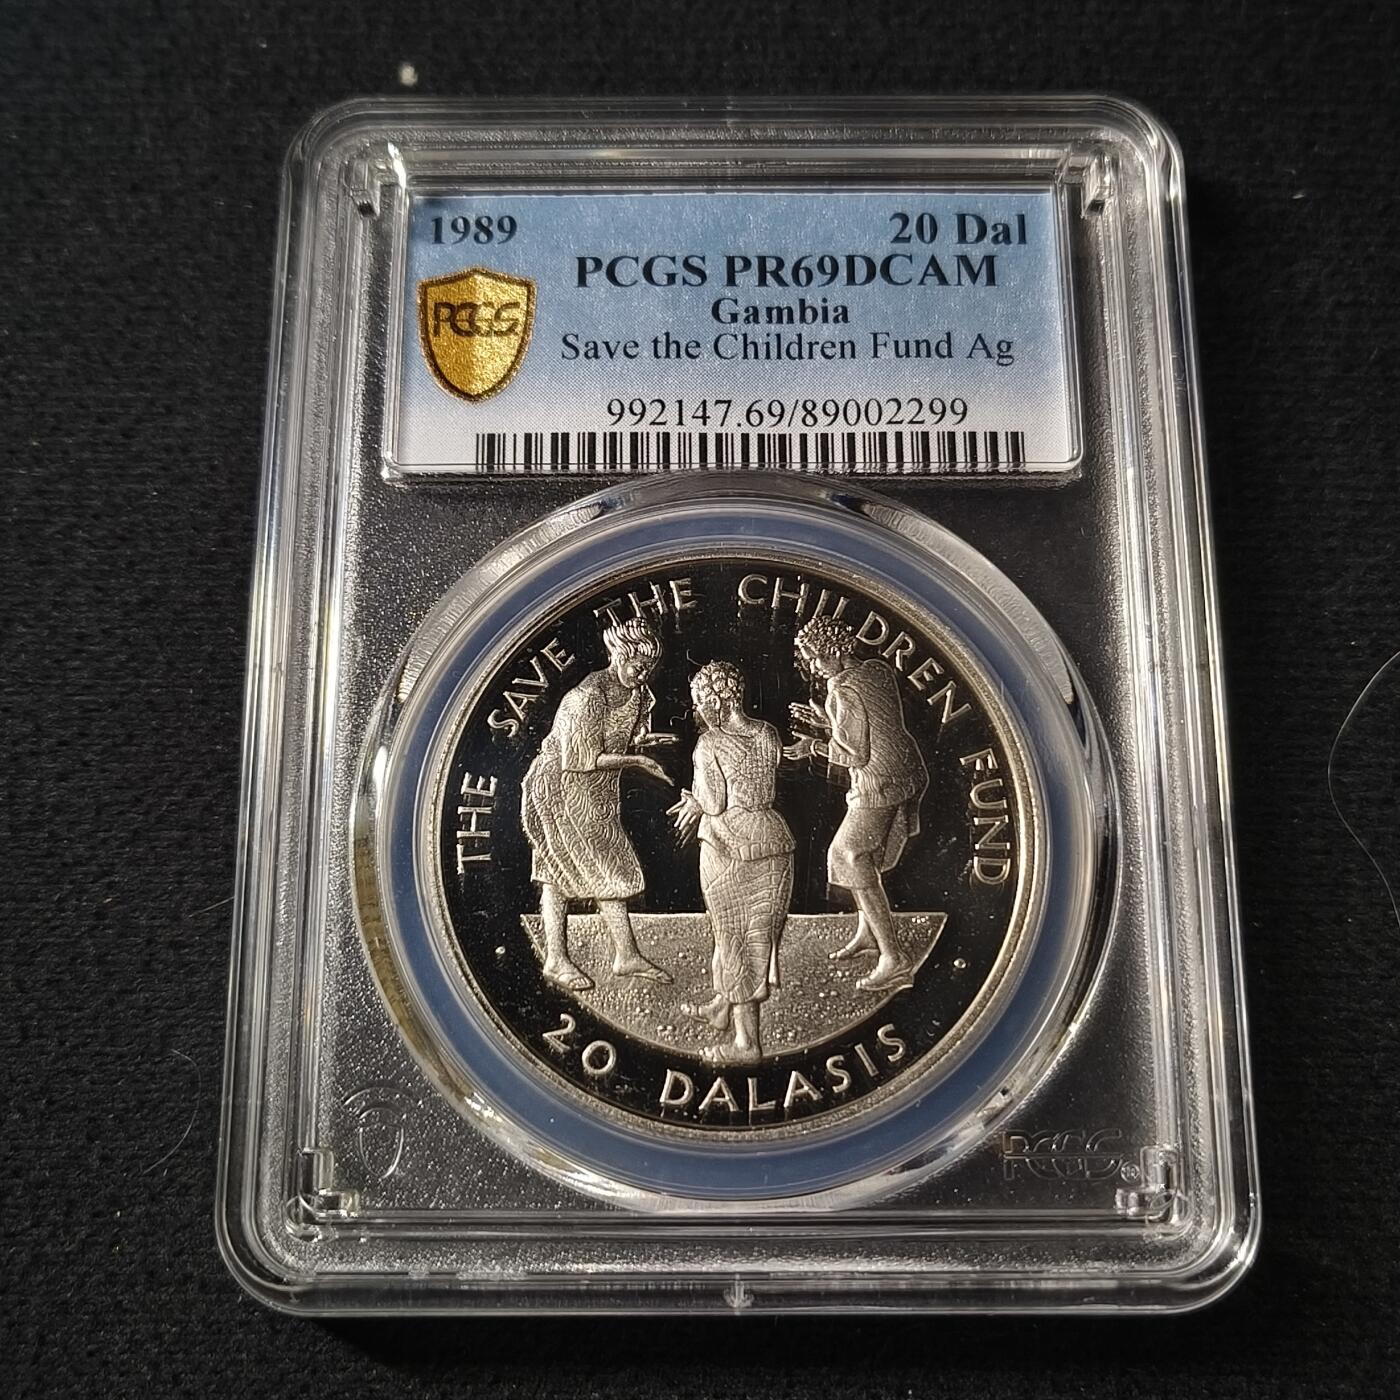 1989
20 Dal
PCGS PR69DCAM
PCGS
Gambia
Save the Children Fund Ag
992147.69/89002299
THE SAVE THE CHILDREN FUND
20 DALASIS
PCGS